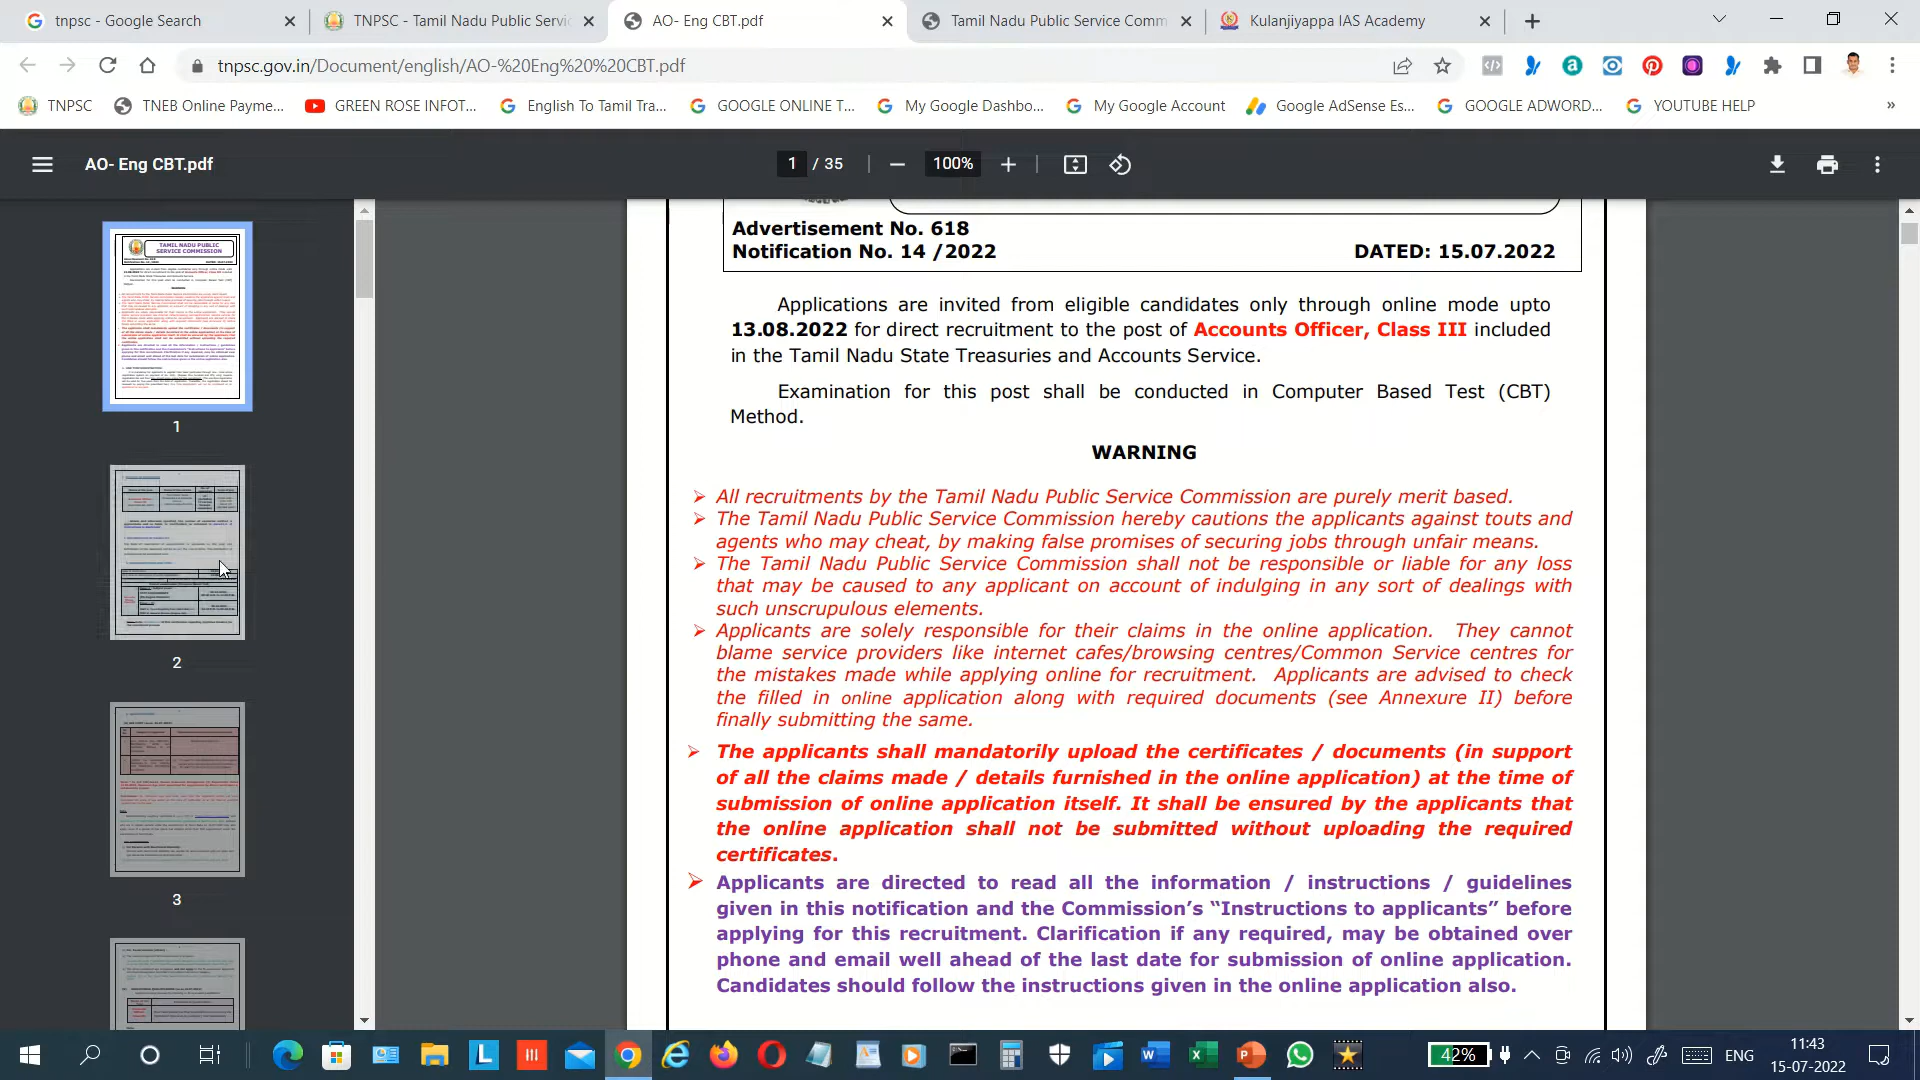 tnpsc - Google Search
TNPSC - Tamil Nadu Public Servic
AO- Eng CBT.pdf
Tamil Nadu Public Service Comm
Kulanjiyappa IAS Academy
tnpsc.gov.in/Document/english/AO-%20Eng%20%20CBT.pdf
TNPSC
TNEB Online Payme...
GREEN ROSE INFOT...
English To Tamil Tra...
GOOGLE ONLINE T...
My Google Dashbo...
My Google Account
Google AdSense Es...
GOOGLE ADWORD...
YOUTUBE HELP
»
AO- Eng CBT.pdf
1 / 35
100%
TAMIL NADU PUBLIC
SERVICE COMMISSION
1
2
3
Advertisement No. 618
Notification No. 14 /2022 DATED: 15.07.2022
Applications are invited from eligible candidates only through online mode upto
13.08.2022 for direct recruitment to the post of Accounts Officer, Class III included
in the Tamil Nadu State Treasuries and Accounts Service.
Examination for this post shall be conducted in Computer Based Test (CBT)
Method.
WARNING
All recruitments by the Tamil Nadu Public Service Commission are purely merit based.
The Tamil Nadu Public Service Commission hereby cautions the applicants against touts and
agents who may cheat, by making false promises of securing jobs through unfair means.
The Tamil Nadu Public Service Commission shall not be responsible or liable for any loss
that may be caused to any applicant on account of indulging in any sort of dealings with
such unscrupulous elements.
Applicants are solely responsible for their claims in the online application. They cannot
blame service providers like internet cafes/browsing centres/Common Service centres for
the mistakes made while applying online for recruitment. Applicants are advised to check
the filled in online application along with required documents (see Annexure II) before
finally submitting the same.
The applicants shall mandatorily upload the certificates / documents (in support
of all the claims made / details furnished in the online application) at the time of
submission of online application itself. It shall be ensured by the applicants that
the online application shall not be submitted without uploading the required
certificates.
Applicants are directed to read all the information / instructions / guidelines
given in this notification and the Commission's “Instructions to applicants” before
applying for this recruitment. Clarification if any required, may be obtained over
phone and email well ahead of the last date for submission of online application.
Candidates should follow the instructions given in the online application also.
42%
ENG
11:43
15-07-2022